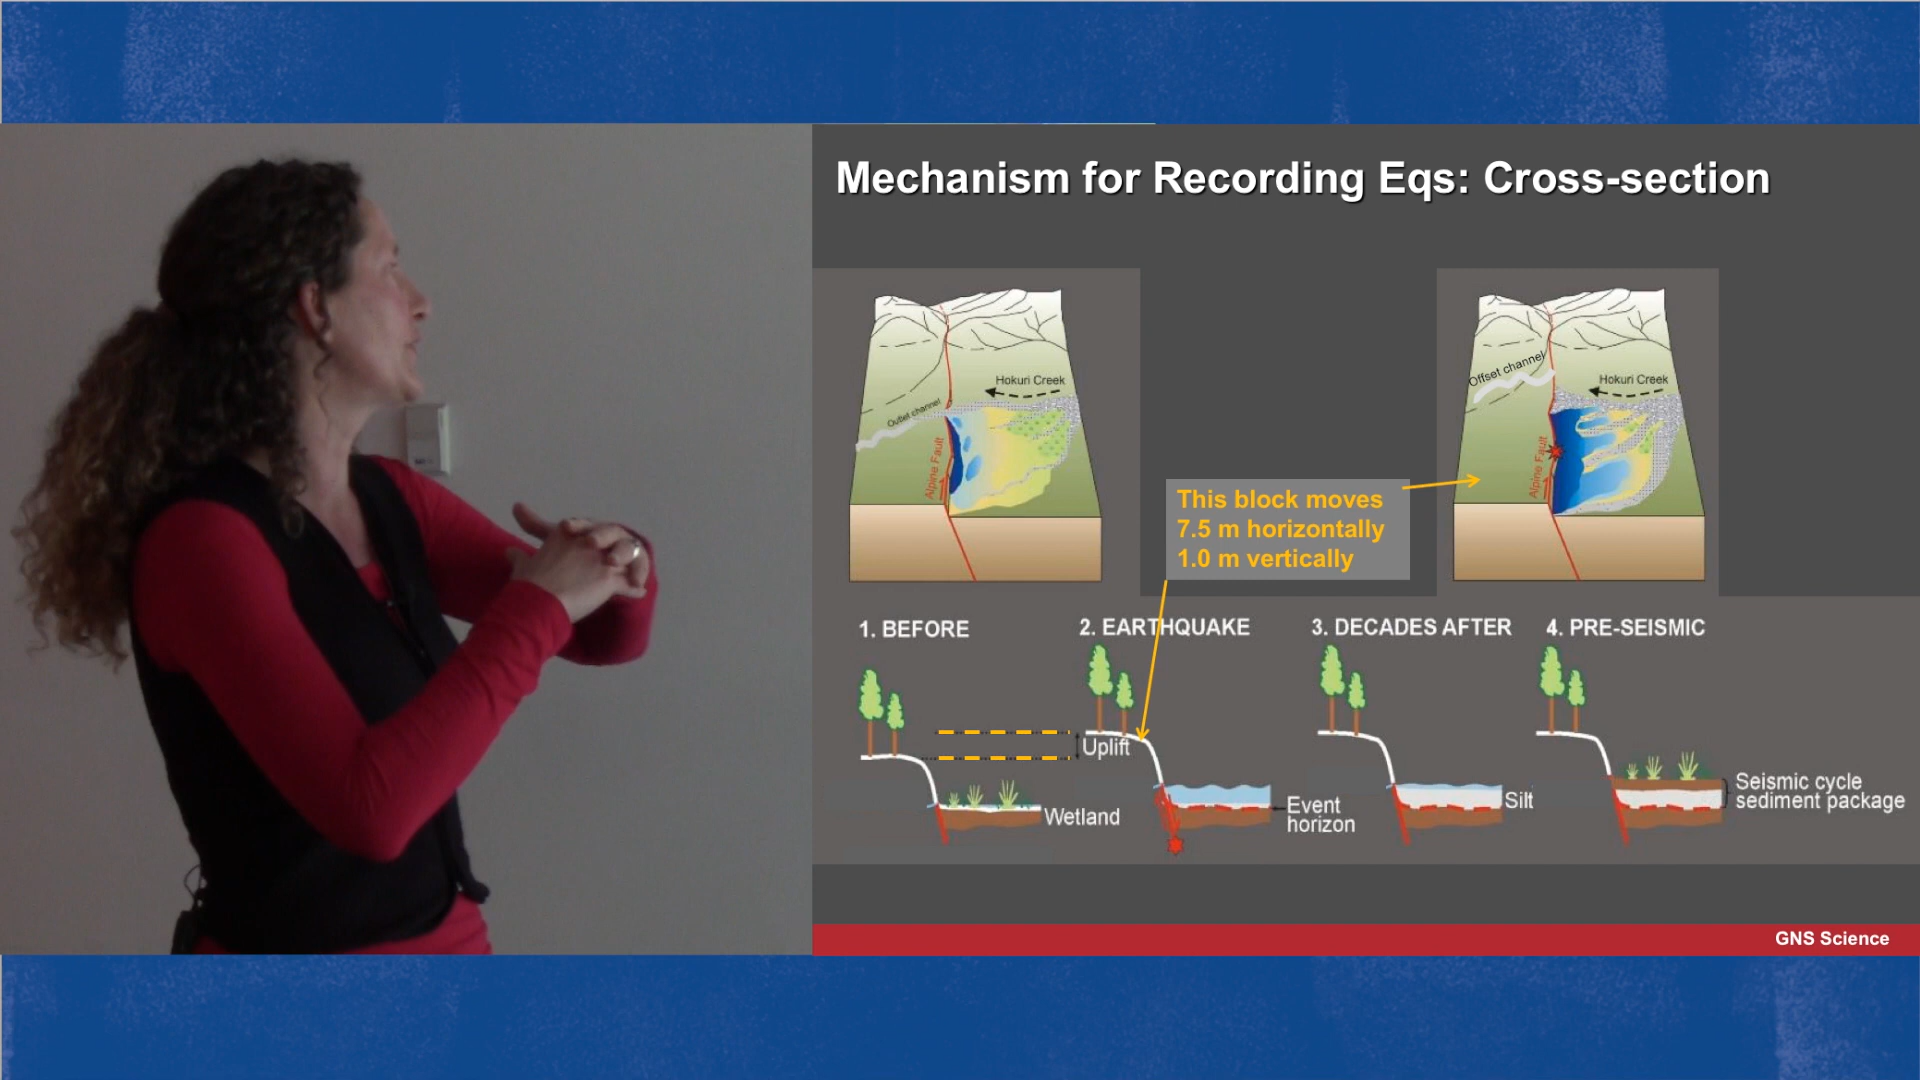 Mechanism for Recording Eqs: Cross-section
Hokuri Creek
Outlet channel
Alpine Fault
Offset channel
Hokuri Creek
Alpine Fault
This block moves
7.5 m horizontally
1.0 m vertically
1. BEFORE
2. EARTHQUAKE
3. DECADES AFTER
4. PRE-SEISMIC
Uplift
Wetland
Event
horizon
Silt
Seismic cycle
sediment package
GNS Science